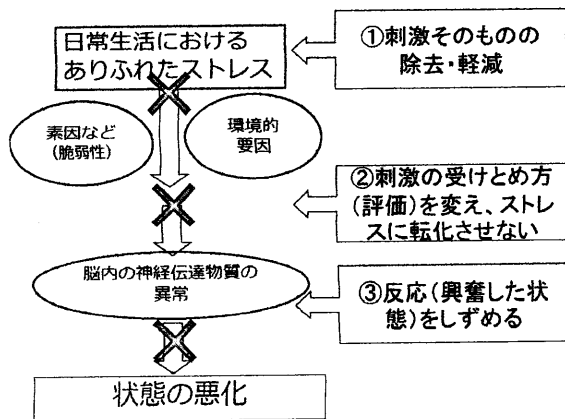 日常生活における
ありふれたストレス
①刺激そのものの
除去・軽減
素因など
(脆弱性)
環境的
要因
②刺激の受けとめ方
(評価)を変え、ストレ
スに転化させない
脳内の神経伝達物質の
異常
③反応(興奮した状
態)をしずめる
状態の悪化